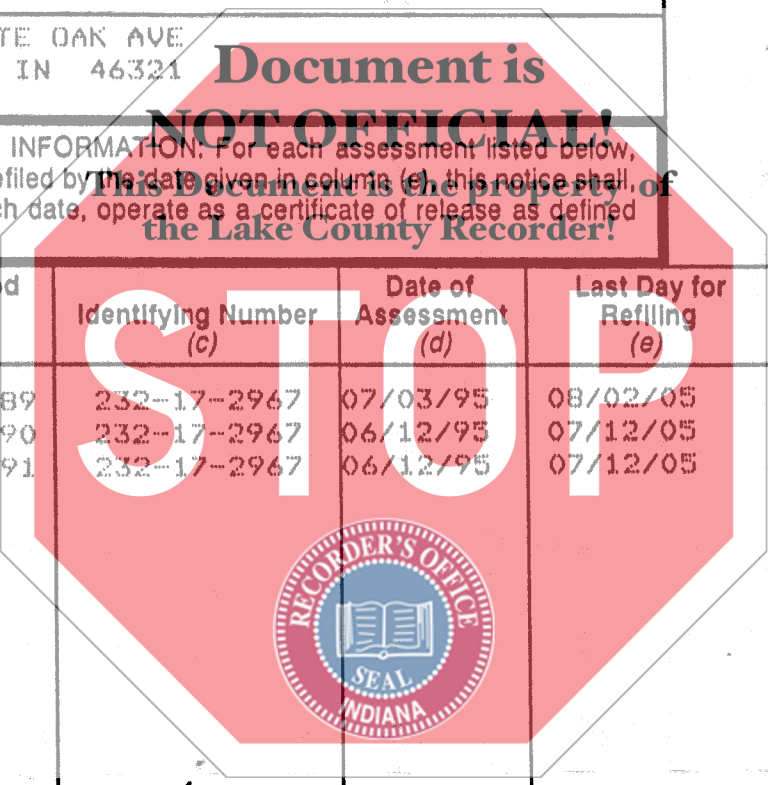 TE OAK AVE
IN 46321
Document is
NOT OFFICIAL!
INFORMATION: For each assessment listed below,
efiled by the date given in column (e), this notice shall,
This Document is the property of
ch date, operate as a certificate of release as defined
the Lake County Recorder!
d Identifying Number (c) Date of Assessment (d) Last Day for Refiling (e)
STOP
89 232-17-2967 07/03/95 08/02/05
90 232-17-2967 06/12/95 07/12/05
91 232-17-2967 06/12/95 07/12/05
RECORDER'S OFFICE
SEAL
INDIANA